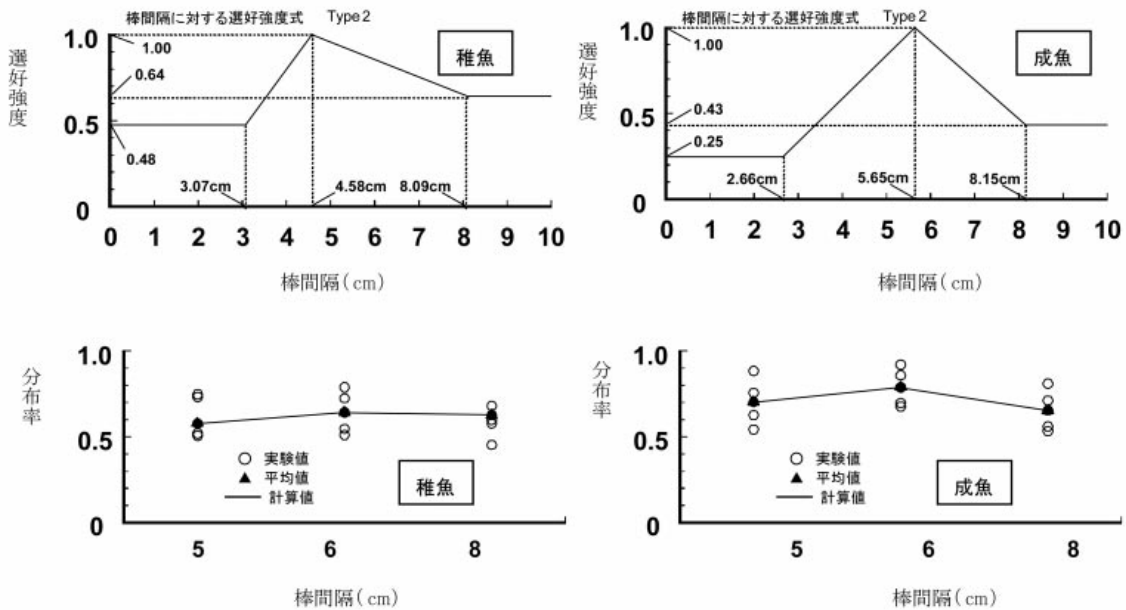 棒間隔に対する選好強度式 Type2
選好強度
1.0
0.5
0
1.00
0.64
0.48
稚魚
3.07cm
4.58cm
8.09cm
0 1 2 3 4 5 6 7 8 9 10
棒間隔(cm)
棒間隔に対する選好強度式 Type2
選好強度
1.0
0.5
0
1.00
0.43
0.25
成魚
2.66cm
5.65cm
8.15cm
0 1 2 3 4 5 6 7 8 9 10
棒間隔(cm)
分布率
1.0
0.5
0
○ 実験値
▲ 平均値
― 計算値
稚魚
5 6 8
棒間隔(cm)
分布率
1.0
0.5
0
○ 実験値
▲ 平均値
― 計算値
成魚
5 6 8
棒間隔(cm)